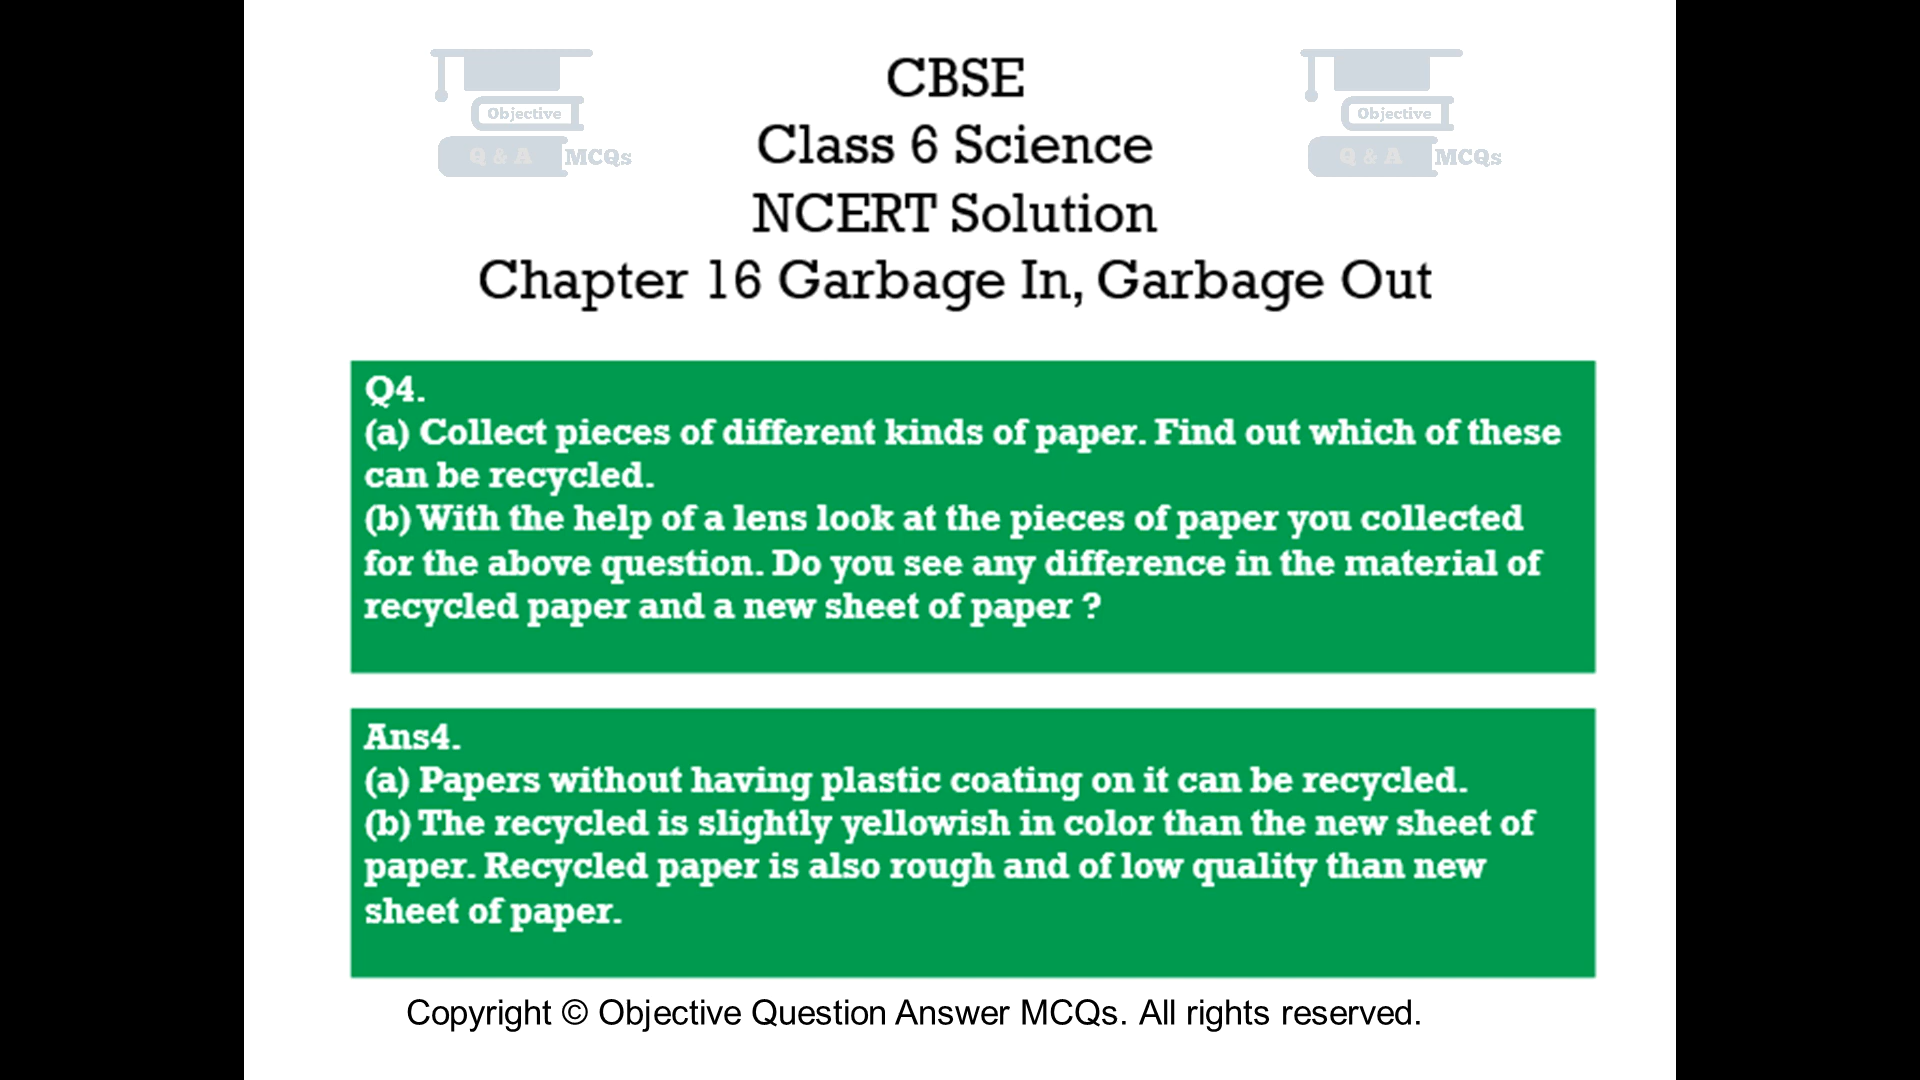 Objective
Q & A MCQs
Objective
Q & A MCQs
CBSE
Class 6 Science
NCERT Solution
Chapter 16 Garbage In, Garbage Out
Q4.
(a) Collect pieces of different kinds of paper. Find out which of these
can be recycled.
(b) With the help of a lens look at the pieces of paper you collected
for the above question. Do you see any difference in the material of
recycled paper and a new sheet of paper ?
Ans4.
(a) Papers without having plastic coating on it can be recycled.
(b) The recycled is slightly yellowish in color than the new sheet of
paper. Recycled paper is also rough and of low quality than new
sheet of paper.
Copyright © Objective Question Answer MCQs. All rights reserved.